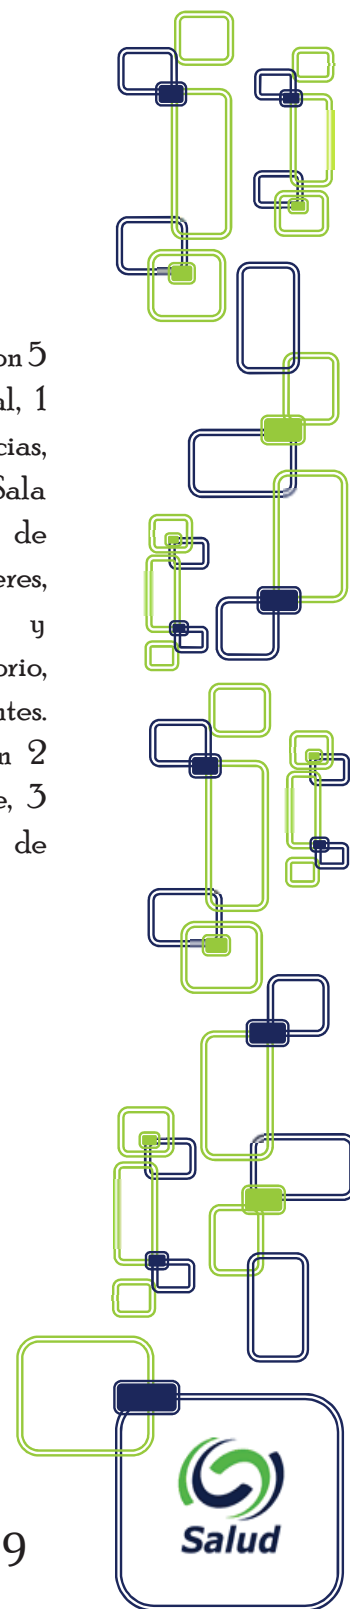 on 5
al, 1
cias,
Sala
de
eres,
y
orio,
ntes.
n 2
e, 3
de
Salud
9